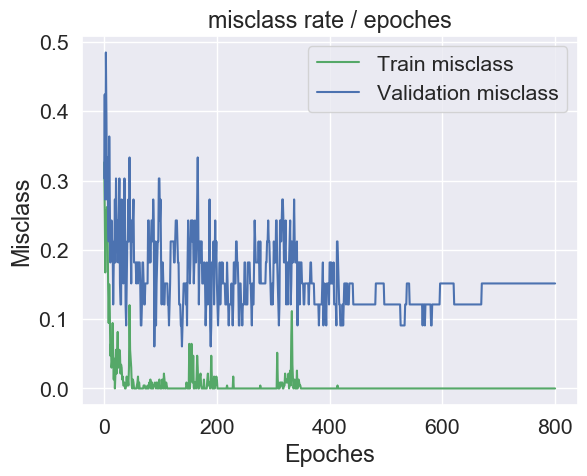 misclass rate / epoches
0.5
Train misclass
Validation misclass
0.4
0.3
0.2
0.1
0.0
Misclass
0
200
400
600
800
Epoches